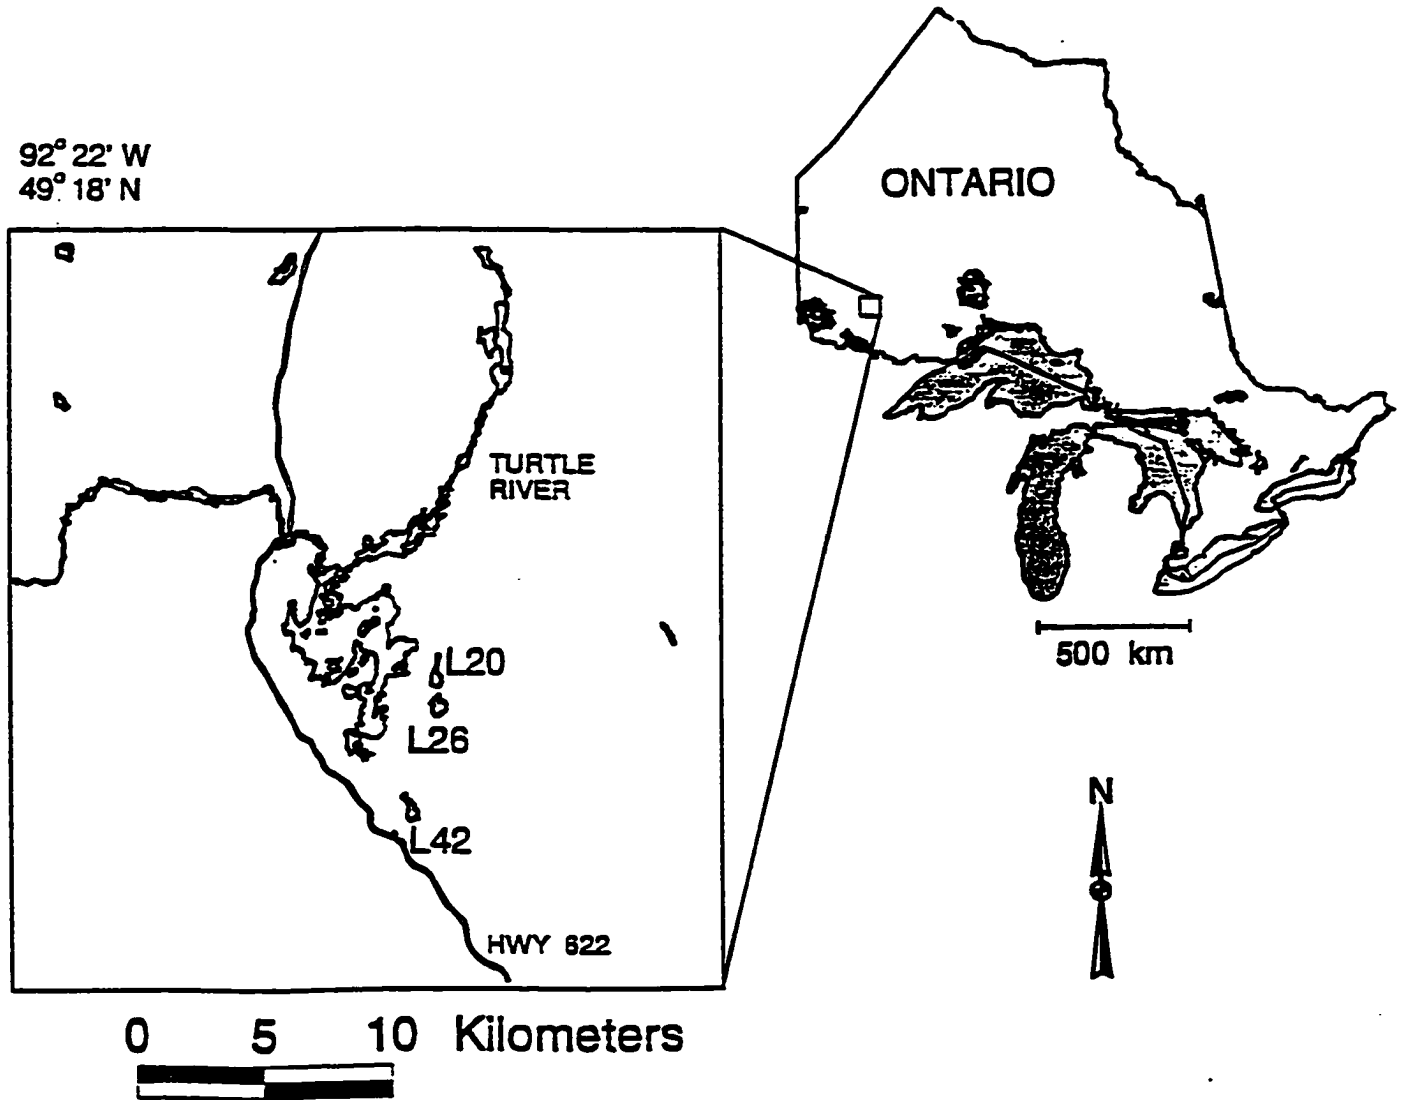 92° 22' W
49° 18' N
ONTARIO
TURTLE
RIVER
L20
L26
L42
HWY 622
500 km
N
0 5 10 Kilometers